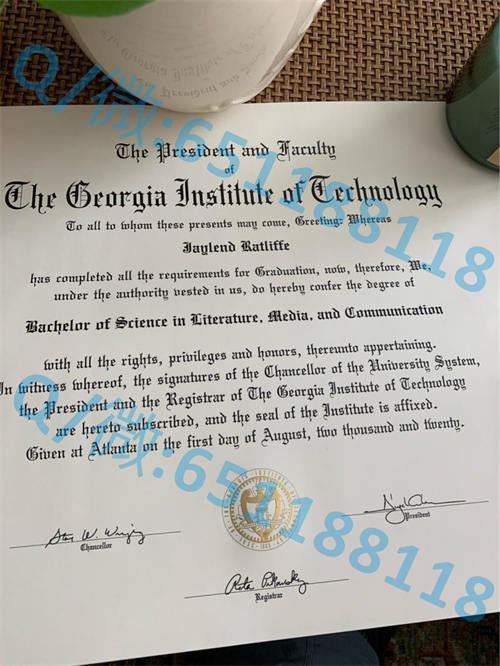 Q/微:651188118
The President and Faculty
of
The Georgia Institute of Technology
To all to whom these presents may come, Greeting: Whereas
Jaylend Ratliffe
has completed all the requirements for Graduation, now, therefore, We,
under the authority vested in us, do hereby confer the degree of
Bachelor of Science in Literature, Media, and Communication
with all the rights, privileges and honors, thereunto appertaining.
In witness whereof, the signatures of the Chancellor of the University System,
the President and the Registrar of The Georgia Institute of Technology
are hereto subscribed, and the seal of the Institute is affixed.
Given at Atlanta on the first day of August, two thousand and twenty.
Q/微:651188118
President
Chancellor
Registrar